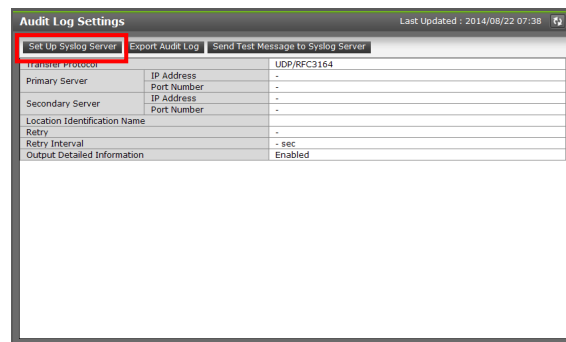 Audit Log Settings Last Updated : 2014/08/22 07:38
Set Up Syslog Server Export Audit Log Send Test Message to Syslog Server
Transfer Protocol UDP/RFC3164
Primary Server IP Address -
Port Number -
Secondary Server IP Address -
Port Number -
Location Identification Name
Retry -
Retry Interval - sec
Output Detailed Information Enabled